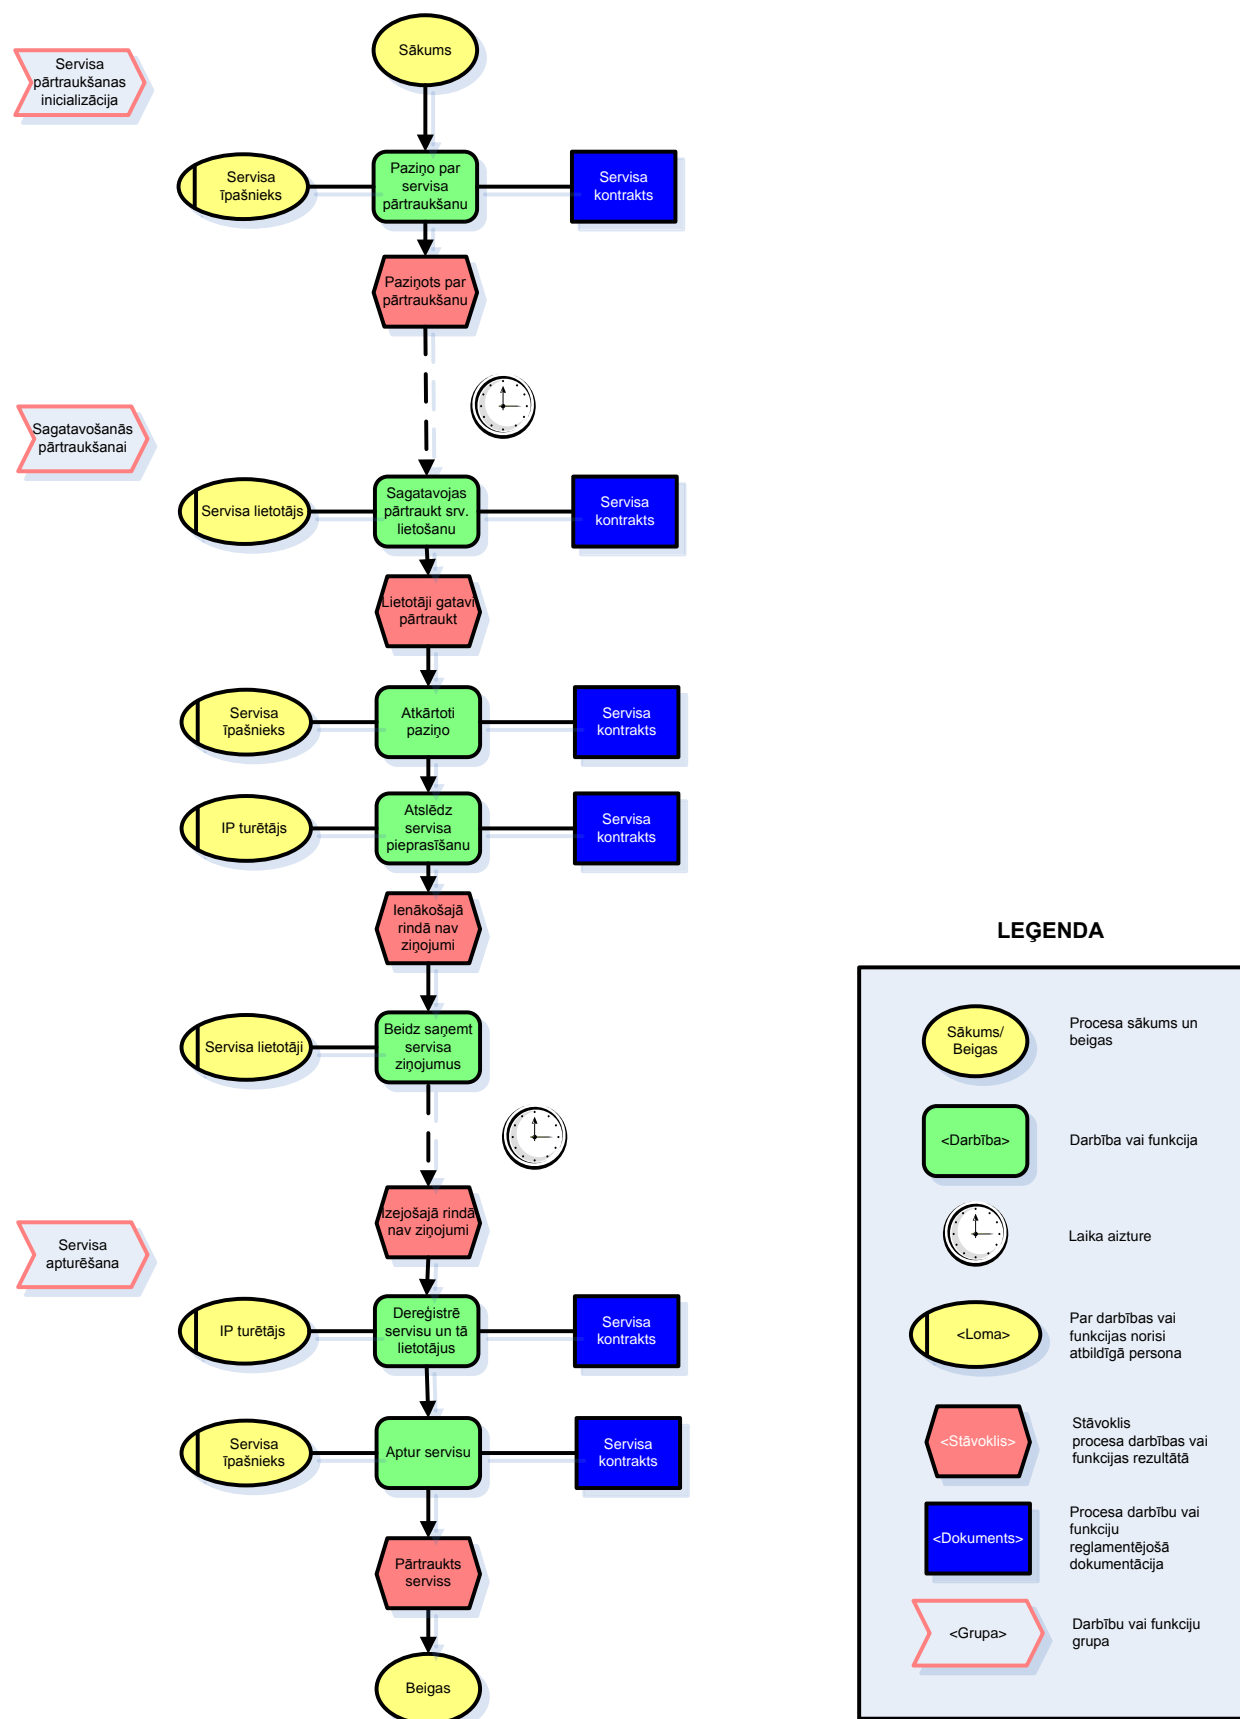 Sākums
Servisa
pārtraukšanas
inicializācija
Servisa
īpašnieks
Paziņo par
servisa
pārtraukšanu
Servisa
kontrakts
Paziņots par
pārtraukšanu
Sagatavošanās
pārtraukšanai
Servisa lietotājs
Sagatavojas
pārtraukt srv.
lietošanu
Servisa
kontrakts
Lietotāji gatavi
pārtraukt
Servisa
īpašnieks
Atkārtoti
paziņo
Servisa
kontrakts
IP turētājs
Atslēdz
servisa
pieprasīšanu
Servisa
kontrakts
Ienākošajā
rindā nav
ziņojumi
Servisa lietotāji
Beidz saņemt
servisa
ziņojumus
Izejošajā rindā
nav ziņojumi
Servisa
apturēšana
IP turētājs
Dereģistrē
servisu un tā
lietotājus
Servisa
kontrakts
Servisa
īpašnieks
Aptur servisu
Servisa
kontrakts
Pārtraukts
serviss
Beigas
LEĢENDA
Sākums/
Beigas
Procesa sākums un
beigas
<Darbība>
Darbība vai funkcija
Laika aizture
<Loma>
Par darbības vai
funkcijas norisi
atbildīgā persona
<Stāvoklis>
Stāvoklis
procesa darbības vai
funkcijas rezultātā
<Dokuments>
Procesa darbību vai
funkciju
reglamentējošā
dokumentācija
<Grupa>
Darbību vai funkciju
grupa